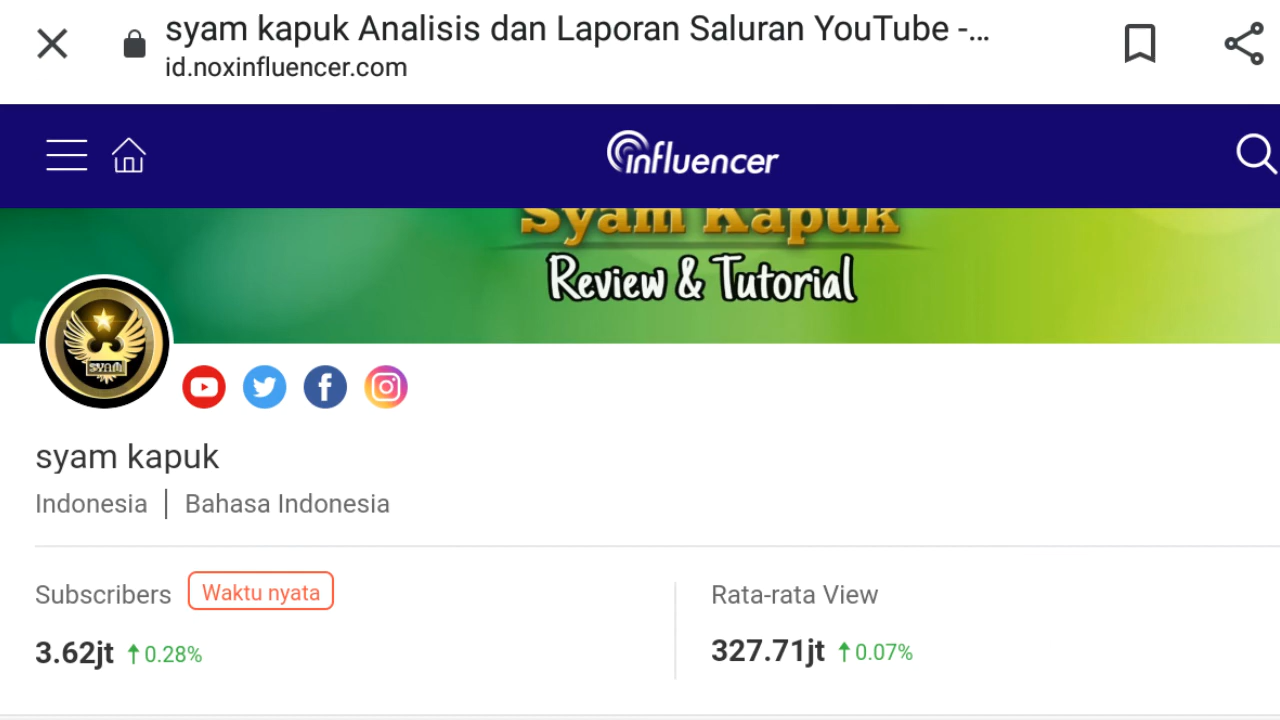 syam kapuk Analisis dan Laporan Saluran YouTube -...
id.noxinfluencer.com
influencer
Syam Kapuk
Review & Tutorial
SYAM
syam kapuk
Indonesia | Bahasa Indonesia
Subscribers Waktu nyata
3.62jt ↑0.28%
Rata-rata View
327.71jt ↑0.07%